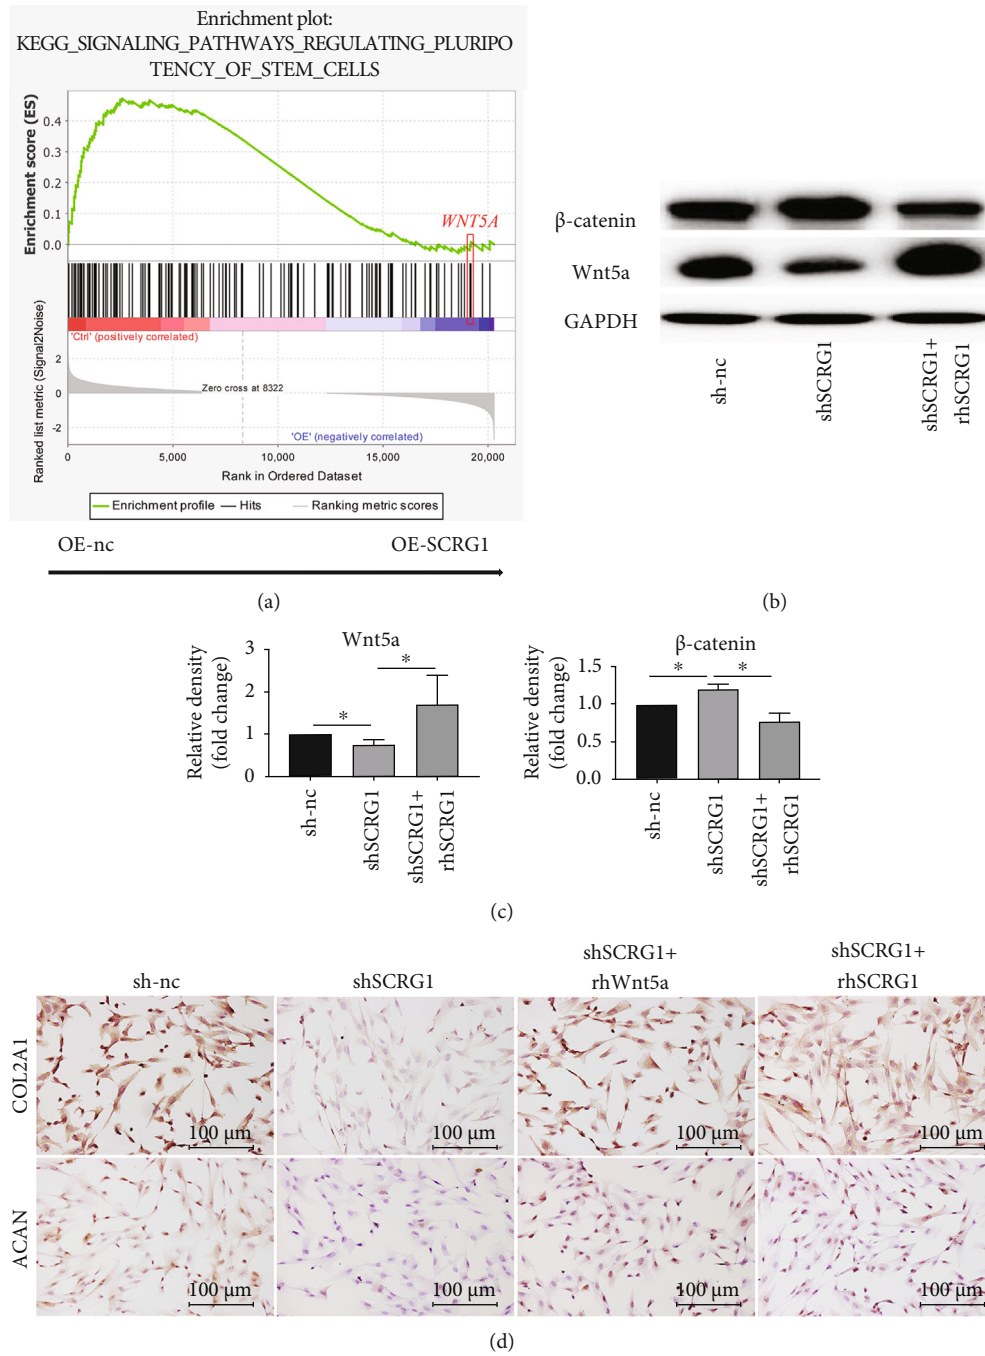 Enrichment plot:
KEGG_SIGNALING_PATHWAYS_REGULATING_PLURIPO
TENCY_OF_STEM_CELLS
Enrichment score (ES)
0.4
0.3
0.2
0.1
0.0
WNT5A
'Ctrl' (positively correlated)
Ranked list metric (Signal2Noise)
2
0
-2
Zero cross at 8322
'OE' (negatively correlated)
0
5,000
10,000
15,000
20,000
Rank in Ordered Dataset
Enrichment profile
Hits
Ranking metric scores
OE-nc
OE-SCRG1
(a)
β-catenin
Wnt5a
GAPDH
sh-nc
shSCRG1
shSCRG1+
rhSCRG1
(b)
Wnt5a
Relative density
(fold change)
3
2
1
0
*
*
sh-nc
shSCRG1
shSCRG1+
rhSCRG1
β-catenin
Relative density
(fold change)
1.5
1.0
0.5
0.0
*
*
sh-nc
shSCRG1
shSCRG1+
rhSCRG1
(c)
sh-nc
shSCRG1
shSCRG1+
rhWnt5a
shSCRG1+
rhSCRG1
COL2A1
100 μm
100 μm
100 μm
100 μm
ACAN
100 μm
100 μm
100 μm
100 μm
(d)